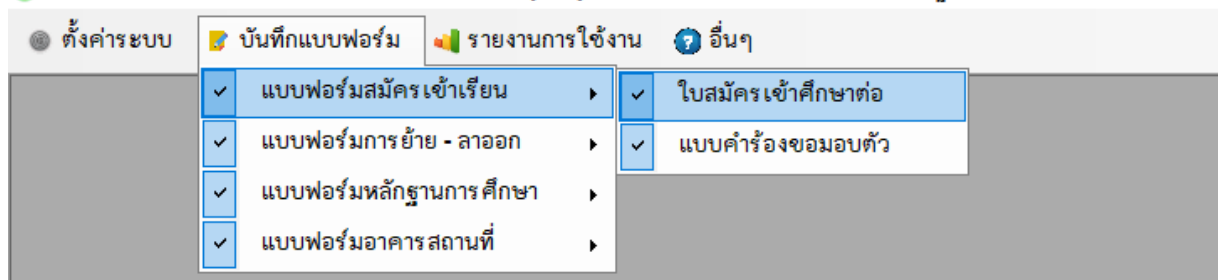 ตั้งค่าระบบ บันทึกแบบฟอร์ม รายงานการใช้งาน อื่นๆ
แบบฟอร์มสมัครเข้าเรียน ใบสมัครเข้าศึกษาต่อ
แบบฟอร์มการย้าย - ลาออก แบบคำร้องขอมอบตัว
แบบฟอร์มหลักฐานการศึกษา
แบบฟอร์มอาคารสถานที่